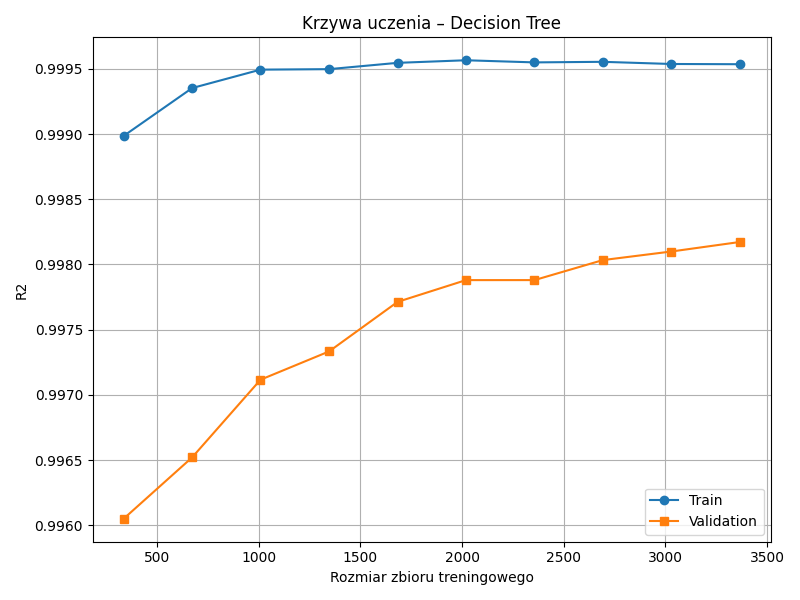 Krzywa uczenia – Decision Tree
R2
0.9995
0.9990
0.9985
0.9980
0.9975
0.9970
0.9965
0.9960
Train
Validation
500 1000 1500 2000 2500 3000 3500
Rozmiar zbioru treningowego